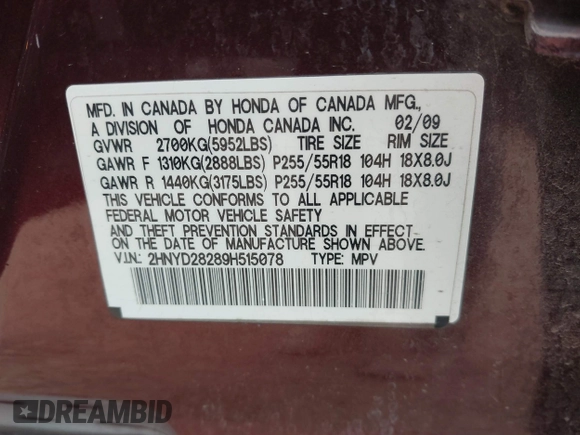 MFD. IN CANADA BY HONDA OF CANADA MFG.,
A DIVISION OF HONDA CANADA INC. 02/09
GVWR 2700KG(5952LBS) TIRE SIZE RIM SIZE
GAWR F 1310KG(2888LBS) P255/55R18 104H 18X8.0J
GAWR R 1440KG(3175LBS) P255/55R18 104H 18X8.0J
THIS VEHICLE CONFORMS TO ALL APPLICABLE
FEDERAL MOTOR VEHICLE SAFETY
AND THEFT PREVENTION STANDARDS IN EFFECT
ON THE DATE OF MANUFACTURE SHOWN ABOVE.
V.I.N.: 2HNYD28289H515078 TYPE: MPV
DREAMBID